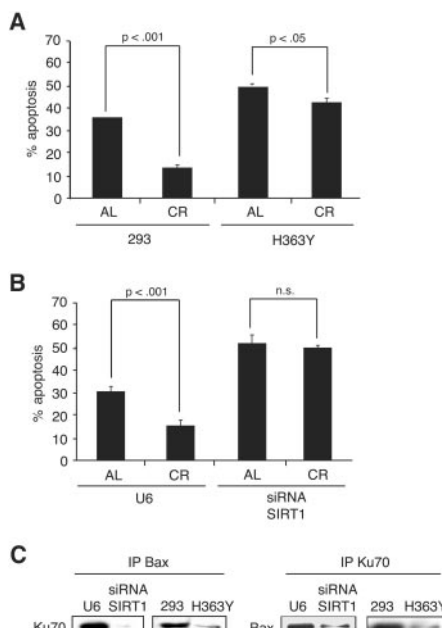 A
70
60
50
40
30
20
10
0
% apoptosis
p < .001
p < .05
AL
CR
AL
CR
293
H363Y
B
70
60
50
40
30
20
10
0
% apoptosis
p < .001
n.s.
AL
CR
AL
CR
U6
siRNA
SIRT1
C
IP Bax
IP Ku70
siRNA
U6 SIRT1 293 H363Y
siRNA
U6 SIRT1 293 H363Y
Ku70
Bax